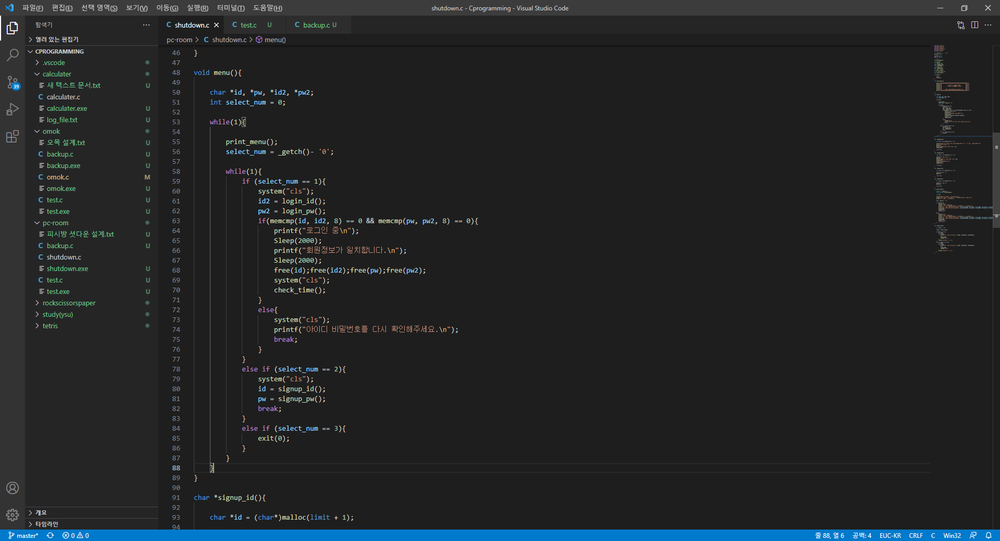 파일(F) 편집(E) 선택 영역(S) 보기(V) 이동(G) 실행(R) 터미널(T) 도움말(H)
shutdown.c - Cprogramming - Visual Studio Code
탐색기
열려 있는 편집기
CPROGRAMMING
.vscode
calculater
새 텍스트 문서.txt U
calculater.c
calculater.exe U
log_file.txt U
omok
오목 설계.txt U
backup.c U
backup.exe U
omok.c M
omok.exe U
test.c U
test.exe U
pc-room
피시방 셧다운 설계.txt U
backup.c U
shutdown.c
shutdown.exe U
test.c U
test.exe U
rockscissorspaper
study(ysu)
tetris
개요
타임라인
39
shutdown.c test.c U backup.c U
pc-room > shutdown.c > menu()
46 }
47
48 void menu(){
49
50 char *id, *pw, *id2, *pw2;
51 int select_num = 0;
52
53 while(1){
54
55 print_menu();
56 select_num = _getch()- '0';
57
58 while(1){
59 if (select_num == 1){
60 system("cls");
61 id2 = login_id();
62 pw2 = login_pw();
63 if(memcmp(id, id2, 8) == 0 && memcmp(pw, pw2, 8) == 0){
64 printf("로그인 중\n");
65 Sleep(2000);
66 printf("회원정보가 일치합니다.\n");
67 Sleep(2000);
68 free(id);free(id2);free(pw);free(pw2);
69 system("cls");
70 check_time();
71 }
72 else{
73 system("cls");
74 printf("아이디 비밀번호를 다시 확인해주세요.\n");
75 break;
76 }
77 }
78 else if (select_num == 2){
79 system("cls");
80 id = signup_id();
81 pw = signup_pw();
82 break;
83 }
84 else if (select_num == 3){
85 exit(0);
86 }
87 }
88 }
89 }
90
91 char *signup_id(){
92
93 char *id = (char*)malloc(limit + 1);
94
master* 0 0 줄 88, 열 6 공백: 4 EUC-KR CRLF C Win32